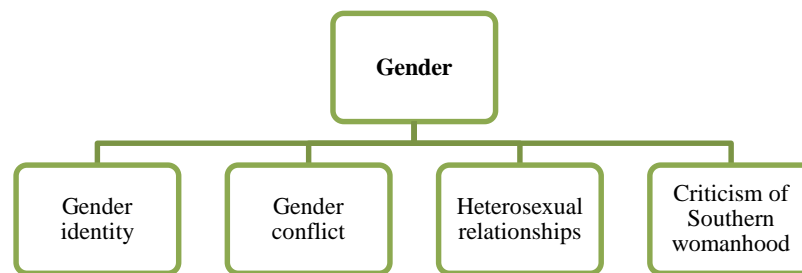 Gender
Gender
identity
Gender
conflict
Heterosexual
relationships
Criticism of
Southern
womanhood